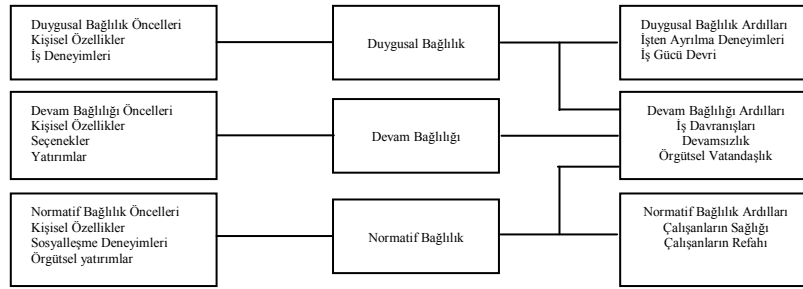 Duygusal Bağlılık Öncelleri
Kişisel Özellikler
İş Deneyimleri
Duygusal Bağlılık
Duygusal Bağlılık Ardılları
İşten Ayrılma Deneyimleri
İş Gücü Devri
Devam Bağlılığı Öncelleri
Kişisel Özellikler
Seçenekler
Yatırımlar
Devam Bağlılığı
Devam Bağlılığı Ardılları
İş Davranışları
Devamsızlık
Örgütsel Vatandaşlık
Normatif Bağlılık Öncelleri
Kişisel Özellikler
Sosyalleşme Deneyimleri
Örgütsel yatırımlar
Normatif Bağlılık
Normatif Bağlılık Ardılları
Çalışanların Sağlığı
Çalışanların Refahı